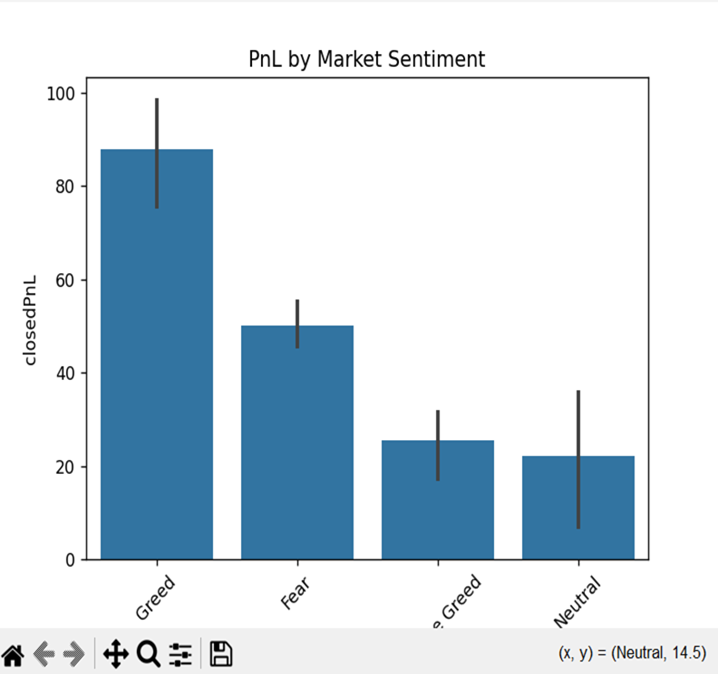 PnL by Market Sentiment
closedPnL
100
80
60
40
20
0
Greed
Fear
e Greed
Neutral
(x, y) = (Neutral, 14.5)